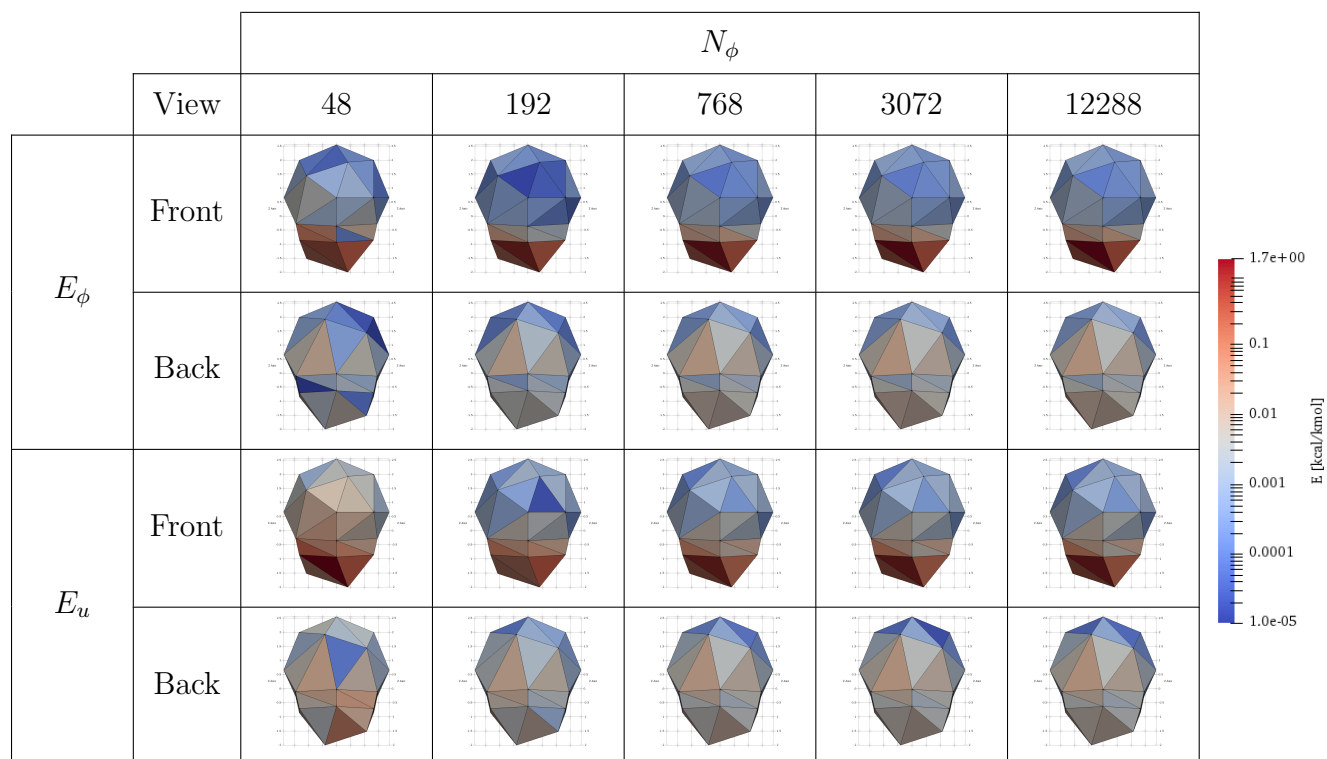 N_ϕ
View 48 192 768 3072 12288
E_ϕ
Front
Back
E_u
Front
Back
1.7e+00
0.1
0.01
0.001
0.0001
1.0e-05
E [kcal/kmol]